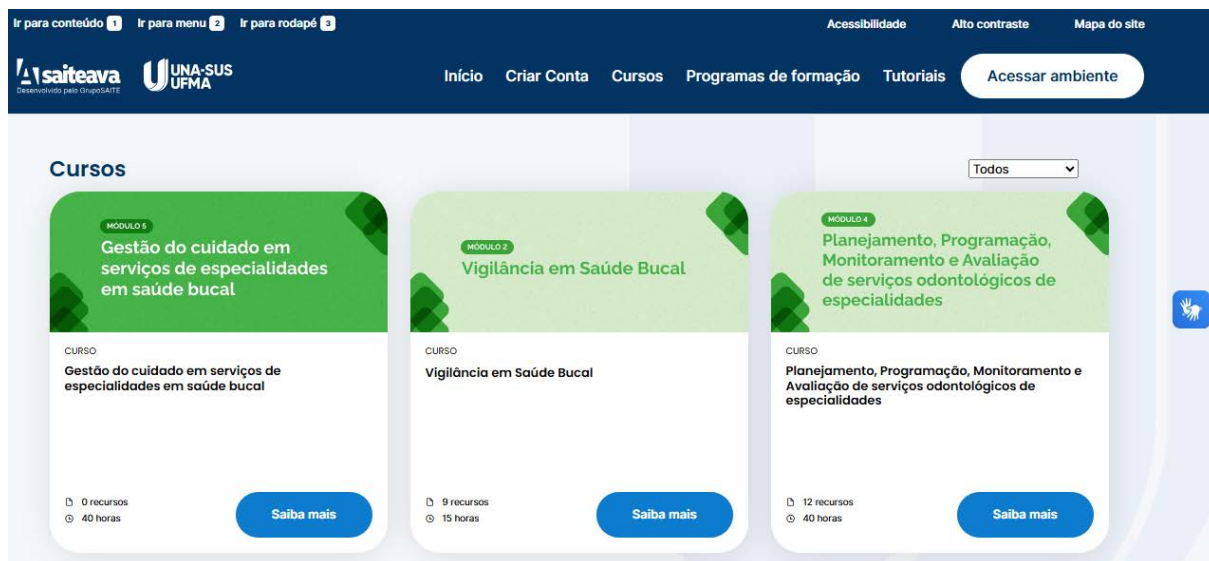 Ir para conteúdo 1 Ir para menu 2 Ir para rodapé 3 Acessibilidade Alto contraste Mapa do site
saiteava UNA-SUS UFMA
Desenvolvido pelo GrupoSAITE
Início Criar Conta Cursos Programas de formação Tutoriais Acessar ambiente
Cursos
Todos
MÓDULO 5
Gestão do cuidado em
serviços de especialidades
em saúde bucal
CURSO
Gestão do cuidado em serviços de
especialidades em saúde bucal
0 recursos
40 horas
Saiba mais
MÓDULO 2
Vigilância em Saúde Bucal
CURSO
Vigilância em Saúde Bucal
9 recursos
15 horas
Saiba mais
MÓDULO 4
Planejamento, Programação,
Monitoramento e Avaliação
de serviços odontológicos de
especialidades
CURSO
Planejamento, Programação, Monitoramento e
Avaliação de serviços odontológicos de
especialidades
12 recursos
40 horas
Saiba mais